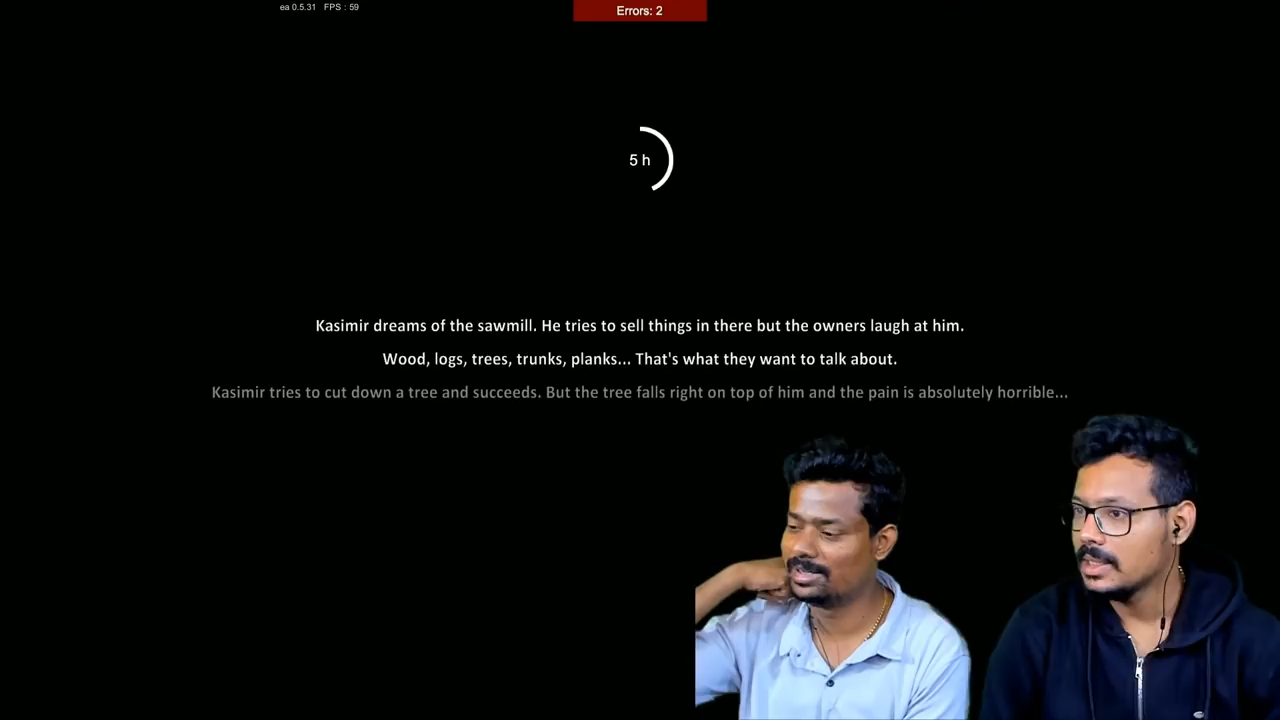 ea 0.5.31 FPS : 59
Errors: 2
5 h
Kasimir dreams of the sawmill. He tries to sell things in there but the owners laugh at him.
Wood, logs, trees, trunks, planks... That's what they want to talk about.
Kasimir tries to cut down a tree and succeeds. But the tree falls right on top of him and the pain is absolutely horrible...